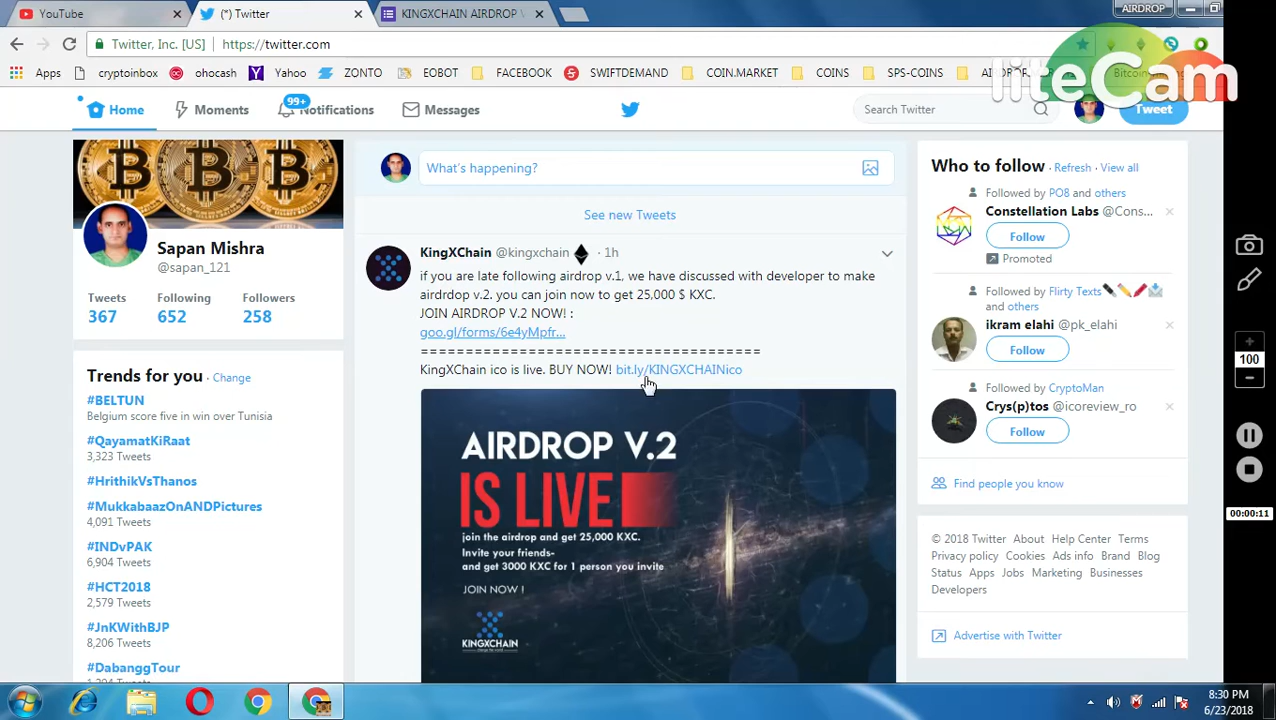 YouTube
(*) Twitter
KINGXCHAIN AIRDROP V
AIRDROP
Twitter, Inc. [US]
https://twitter.com
Apps
cryptoinbox
ohocash
Yahoo
ZONTO
EOBOT
FACEBOOK
SWIFTDEMAND
COIN.MARKET
COINS
SPS-COINS
liteCam
Home
Moments
99+
Notifications
Messages
Search Twitter
Tweet
Sapan Mishra
@sapan_121
Tweets Following Followers
367 652 258
Trends for you · Change
#BELTUN
Belgium score five in win over Tunisia
#QayamatKiRaat
3,323 Tweets
#HrithikVsThanos
#MukkabaazOnANDPictures
4,091 Tweets
#INDvPAK
6,904 Tweets
#HCT2018
2,579 Tweets
#JnKWithBJP
8,206 Tweets
#DabanggTour
What's happening?
See new Tweets
KingXChain @kingxchain · 1h
if you are late following airdrop v.1, we have discussed with developer to make
airdrdop v.2. you can join now to get 25,000 $ KXC.
JOIN AIRDROP V.2 NOW! :
goo.gl/forms/6e4yMpfr...
======================================
KingXChain ico is live. BUY NOW! bit.ly/KINGXCHAINico
AIRDROP V.2
IS LIVE
join the airdrop and get 25,000 KXC.
Invite your friends-
and get 3000 KXC for 1 person you invite
JOIN NOW !
KINGXCHAIN
Who to follow · Refresh · View all
Followed by PO8 and others
Constellation Labs @Cons...
Follow
Promoted
Followed by Flirty Texts
and others
ikram elahi @pk_elahi
Follow
Followed by CryptoMan
Crys(p)tos @icoreview_ro
Follow
Find people you know
© 2018 Twitter About Help Center Terms
Privacy policy Cookies Ads info Brand Blog
Status Apps Jobs Marketing Businesses
Developers
Advertise with Twitter
100
00:00:11
8:30 PM
6/23/2018